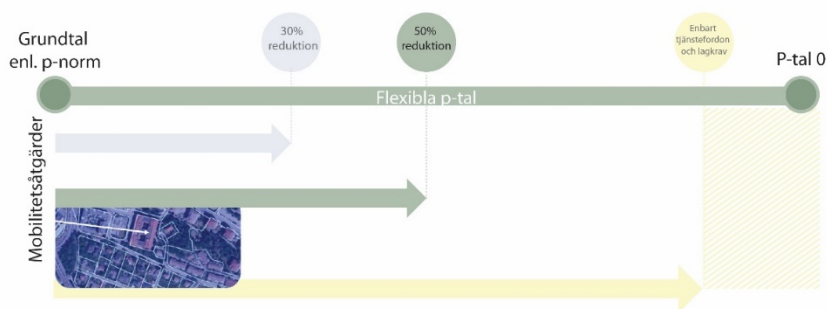 Grundtal
enl. p-norm
30%
reduktion
50%
reduktion
Enbart
tjänstefordon
och lagkrav
P-tal 0
Flexibla p-tal
Mobilitetsåtgärder